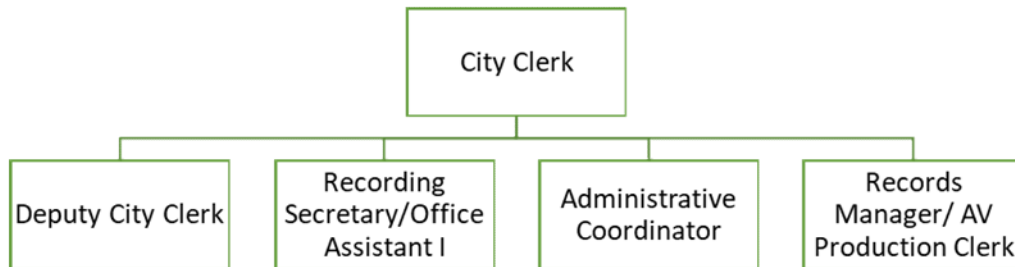 City Clerk
Deputy City Clerk
Recording
Secretary/Office
Assistant I
Administrative
Coordinator
Records
Manager/ AV
Production Clerk